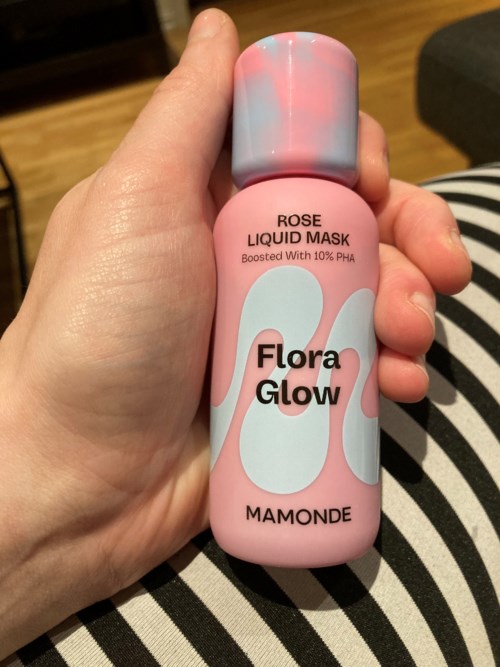 ROSE
LIQUID MASK
Boosted With 10% PHA
Flora
Glow
MAMONDE